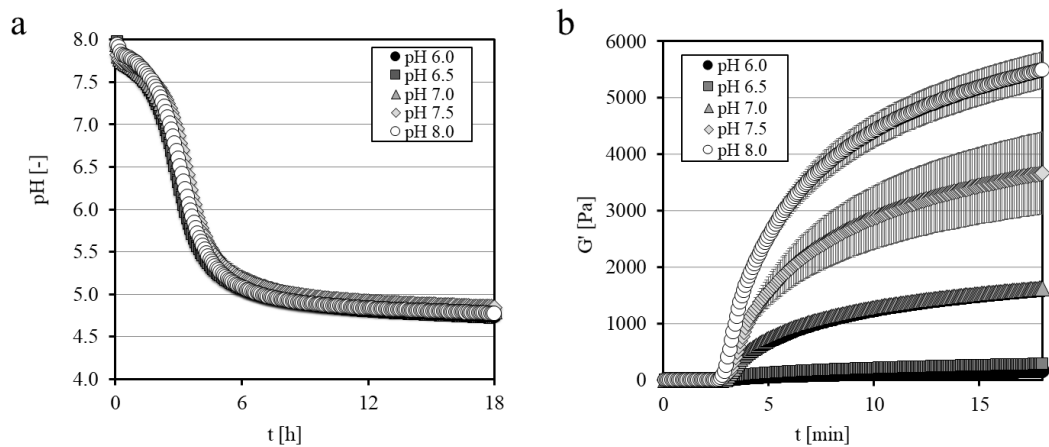 a
8.0
7.5
7.0
6.5
6.0
5.5
5.0
4.5
4.0
pH [-]
0
6
12
18
t [h]
pH 6.0
pH 6.5
pH 7.0
pH 7.5
pH 8.0
b
6000
5000
4000
3000
2000
1000
0
G' [Pa]
0
5
10
15
t [min]
pH 6.0
pH 6.5
pH 7.0
pH 7.5
pH 8.0